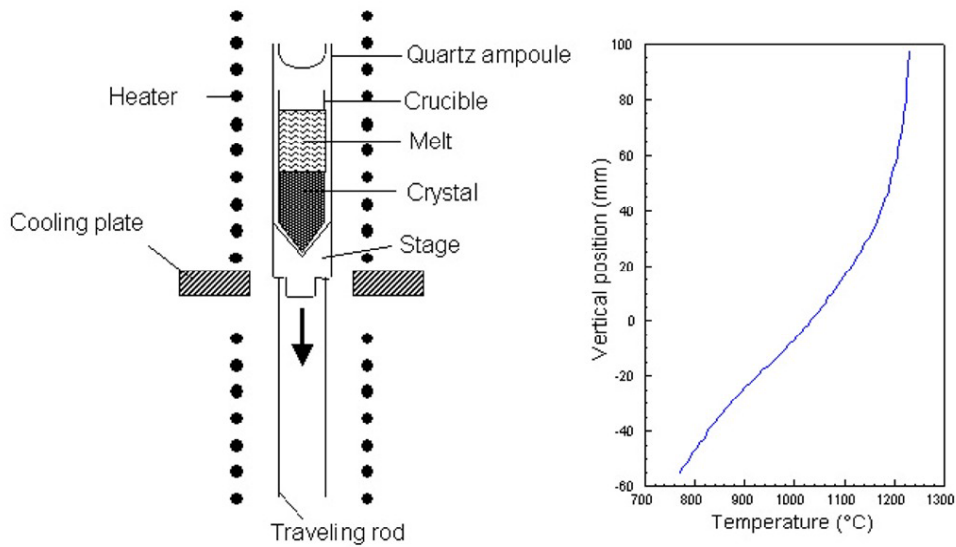 Quartz ampoule
Heater
Crucible
Melt
Crystal
Cooling plate
Stage
Traveling rod
Vertical position (mm)
100
80
60
40
20
0
-20
-40
-60
700
800
900
1000
1100
1200
1300
Temperature (°C)